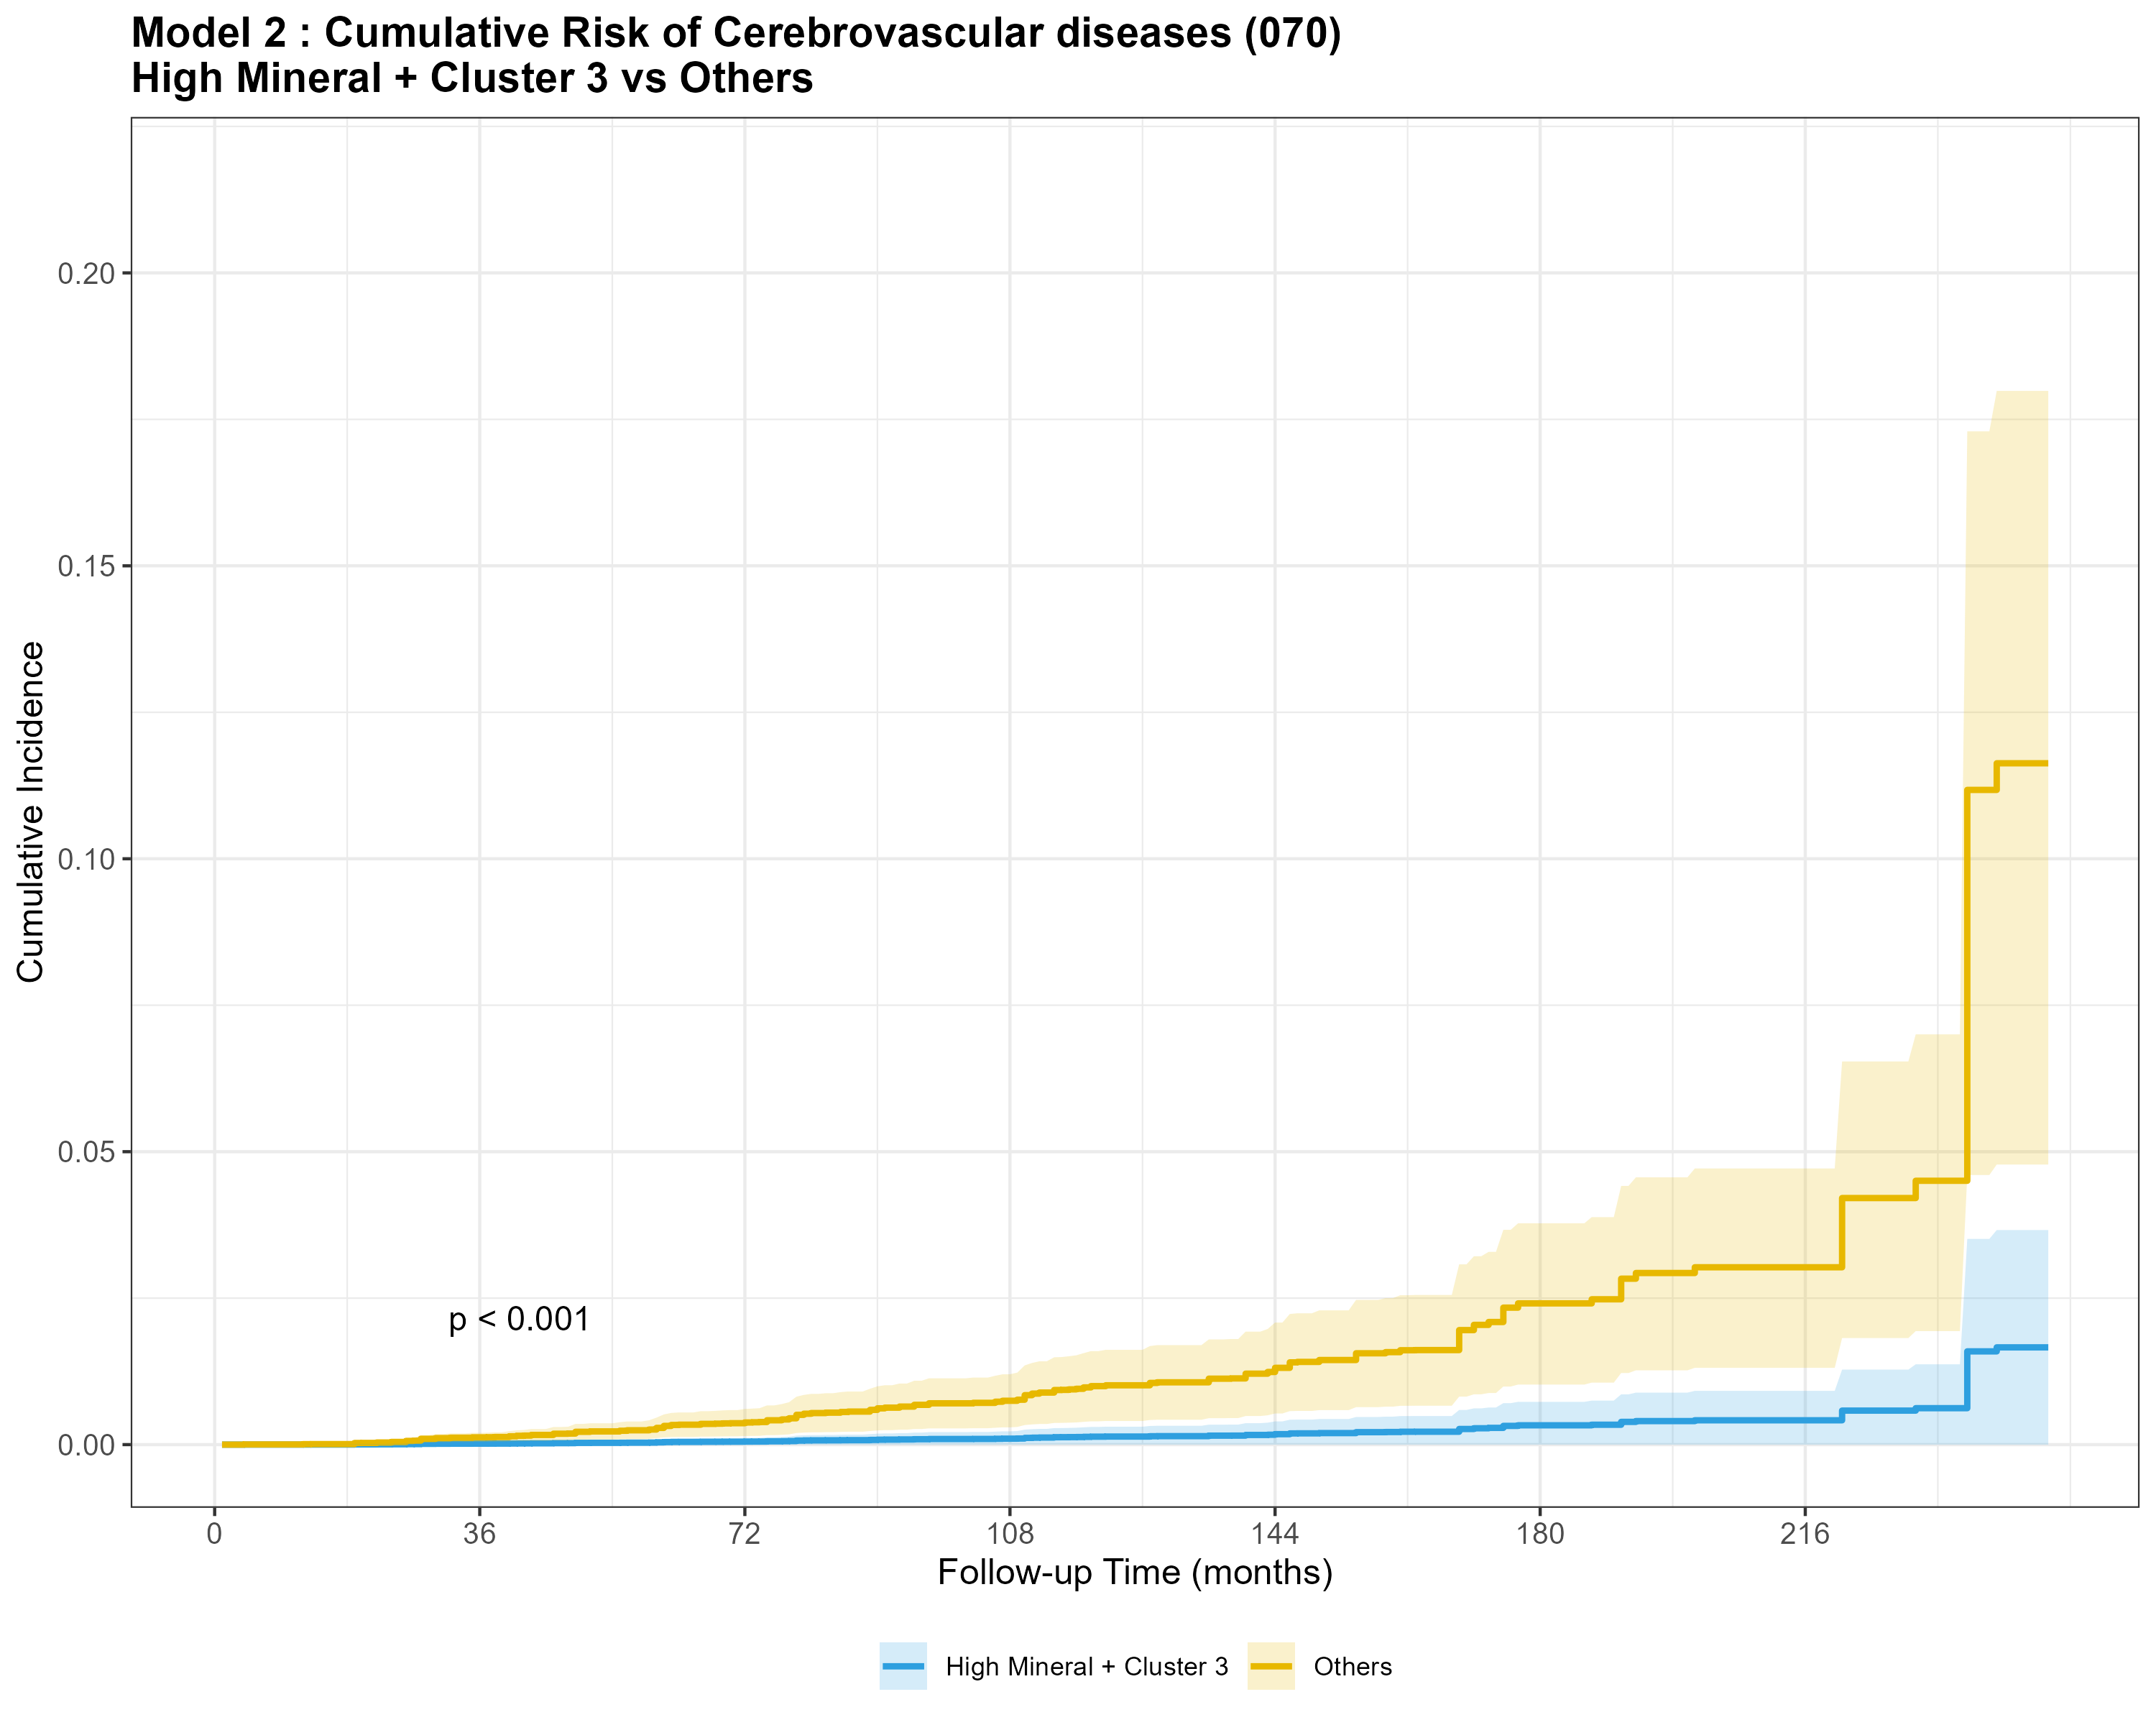 Model 2 : Cumulative Risk of Cerebrovascular diseases (070)
High Mineral + Cluster 3 vs Others
0.20
0.15
0.10
0.05
0.00
Cumulative Incidence
p < 0.001
0 36 72 108 144 180 216
Follow-up Time (months)
High Mineral + Cluster 3 Others